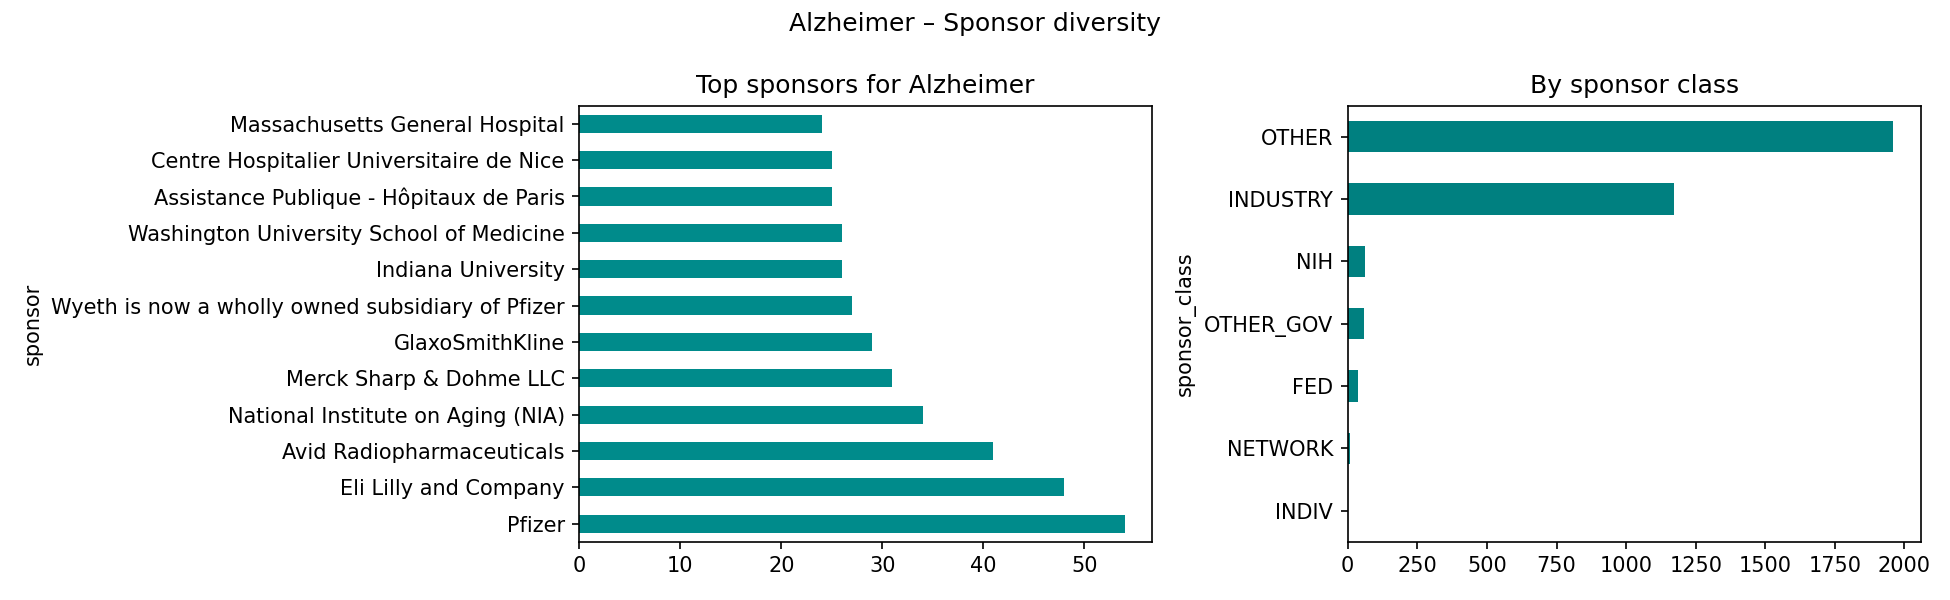 Alzheimer – Sponsor diversity
Top sponsors for Alzheimer
sponsor
Massachusetts General Hospital
Centre Hospitalier Universitaire de Nice
Assistance Publique - Hôpitaux de Paris
Washington University School of Medicine
Indiana University
Wyeth is now a wholly owned subsidiary of Pfizer
GlaxoSmithKline
Merck Sharp & Dohme LLC
National Institute on Aging (NIA)
Avid Radiopharmaceuticals
Eli Lilly and Company
Pfizer
0 10 20 30 40 50
By sponsor class
sponsor_class
OTHER
INDUSTRY
NIH
OTHER_GOV
FED
NETWORK
INDIV
0 250 500 750 1000 1250 1500 1750 2000